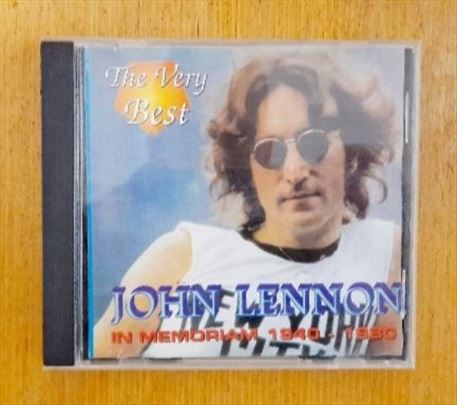 The Very
Best
JOHN LENNON
IN MEMORIAM 1940 - 1980